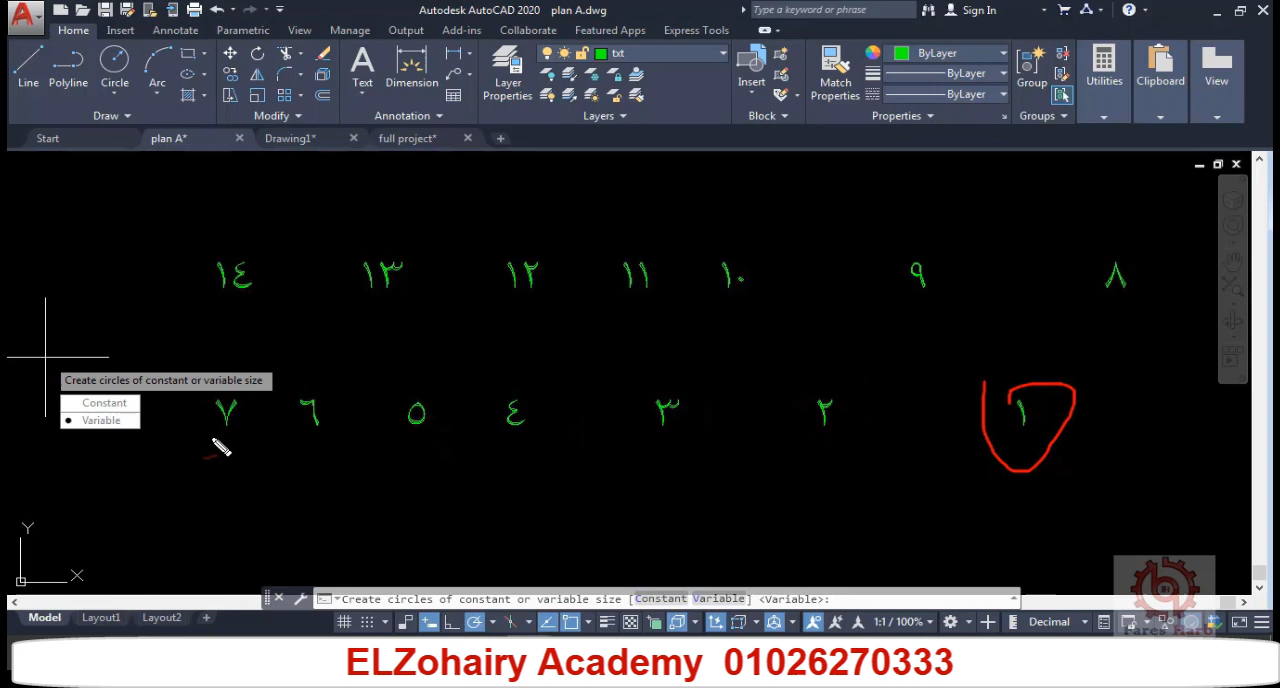 Autodesk AutoCAD 2020 plan A.dwg
Type a keyword or phrase
Sign In
Home Insert Annotate Parametric View Manage Output Add-ins Collaborate Featured Apps Express Tools
txt
ByLayer
ByLayer
ByLayer
Line Polyline Circle Arc
Text Dimension
Layer Properties
Insert
Match Properties
Group
Utilities
Clipboard
View
Draw Modify Annotation Layers Block Properties Groups
Start plan A* Drawing1* full project*
١٤ ١٣ ١٢ ١١ ١٠ ٩ ٨
Create circles of constant or variable size
Constant
Variable
٧ ٦ ٥ ٤ ٣ ٢ ١
Y
X
Create circles of constant or variable size [Constant Variable] <Variable>:
Model Layout1 Layout2
1:1 / 100%
Decimal
ELZohairy Academy 01026270333